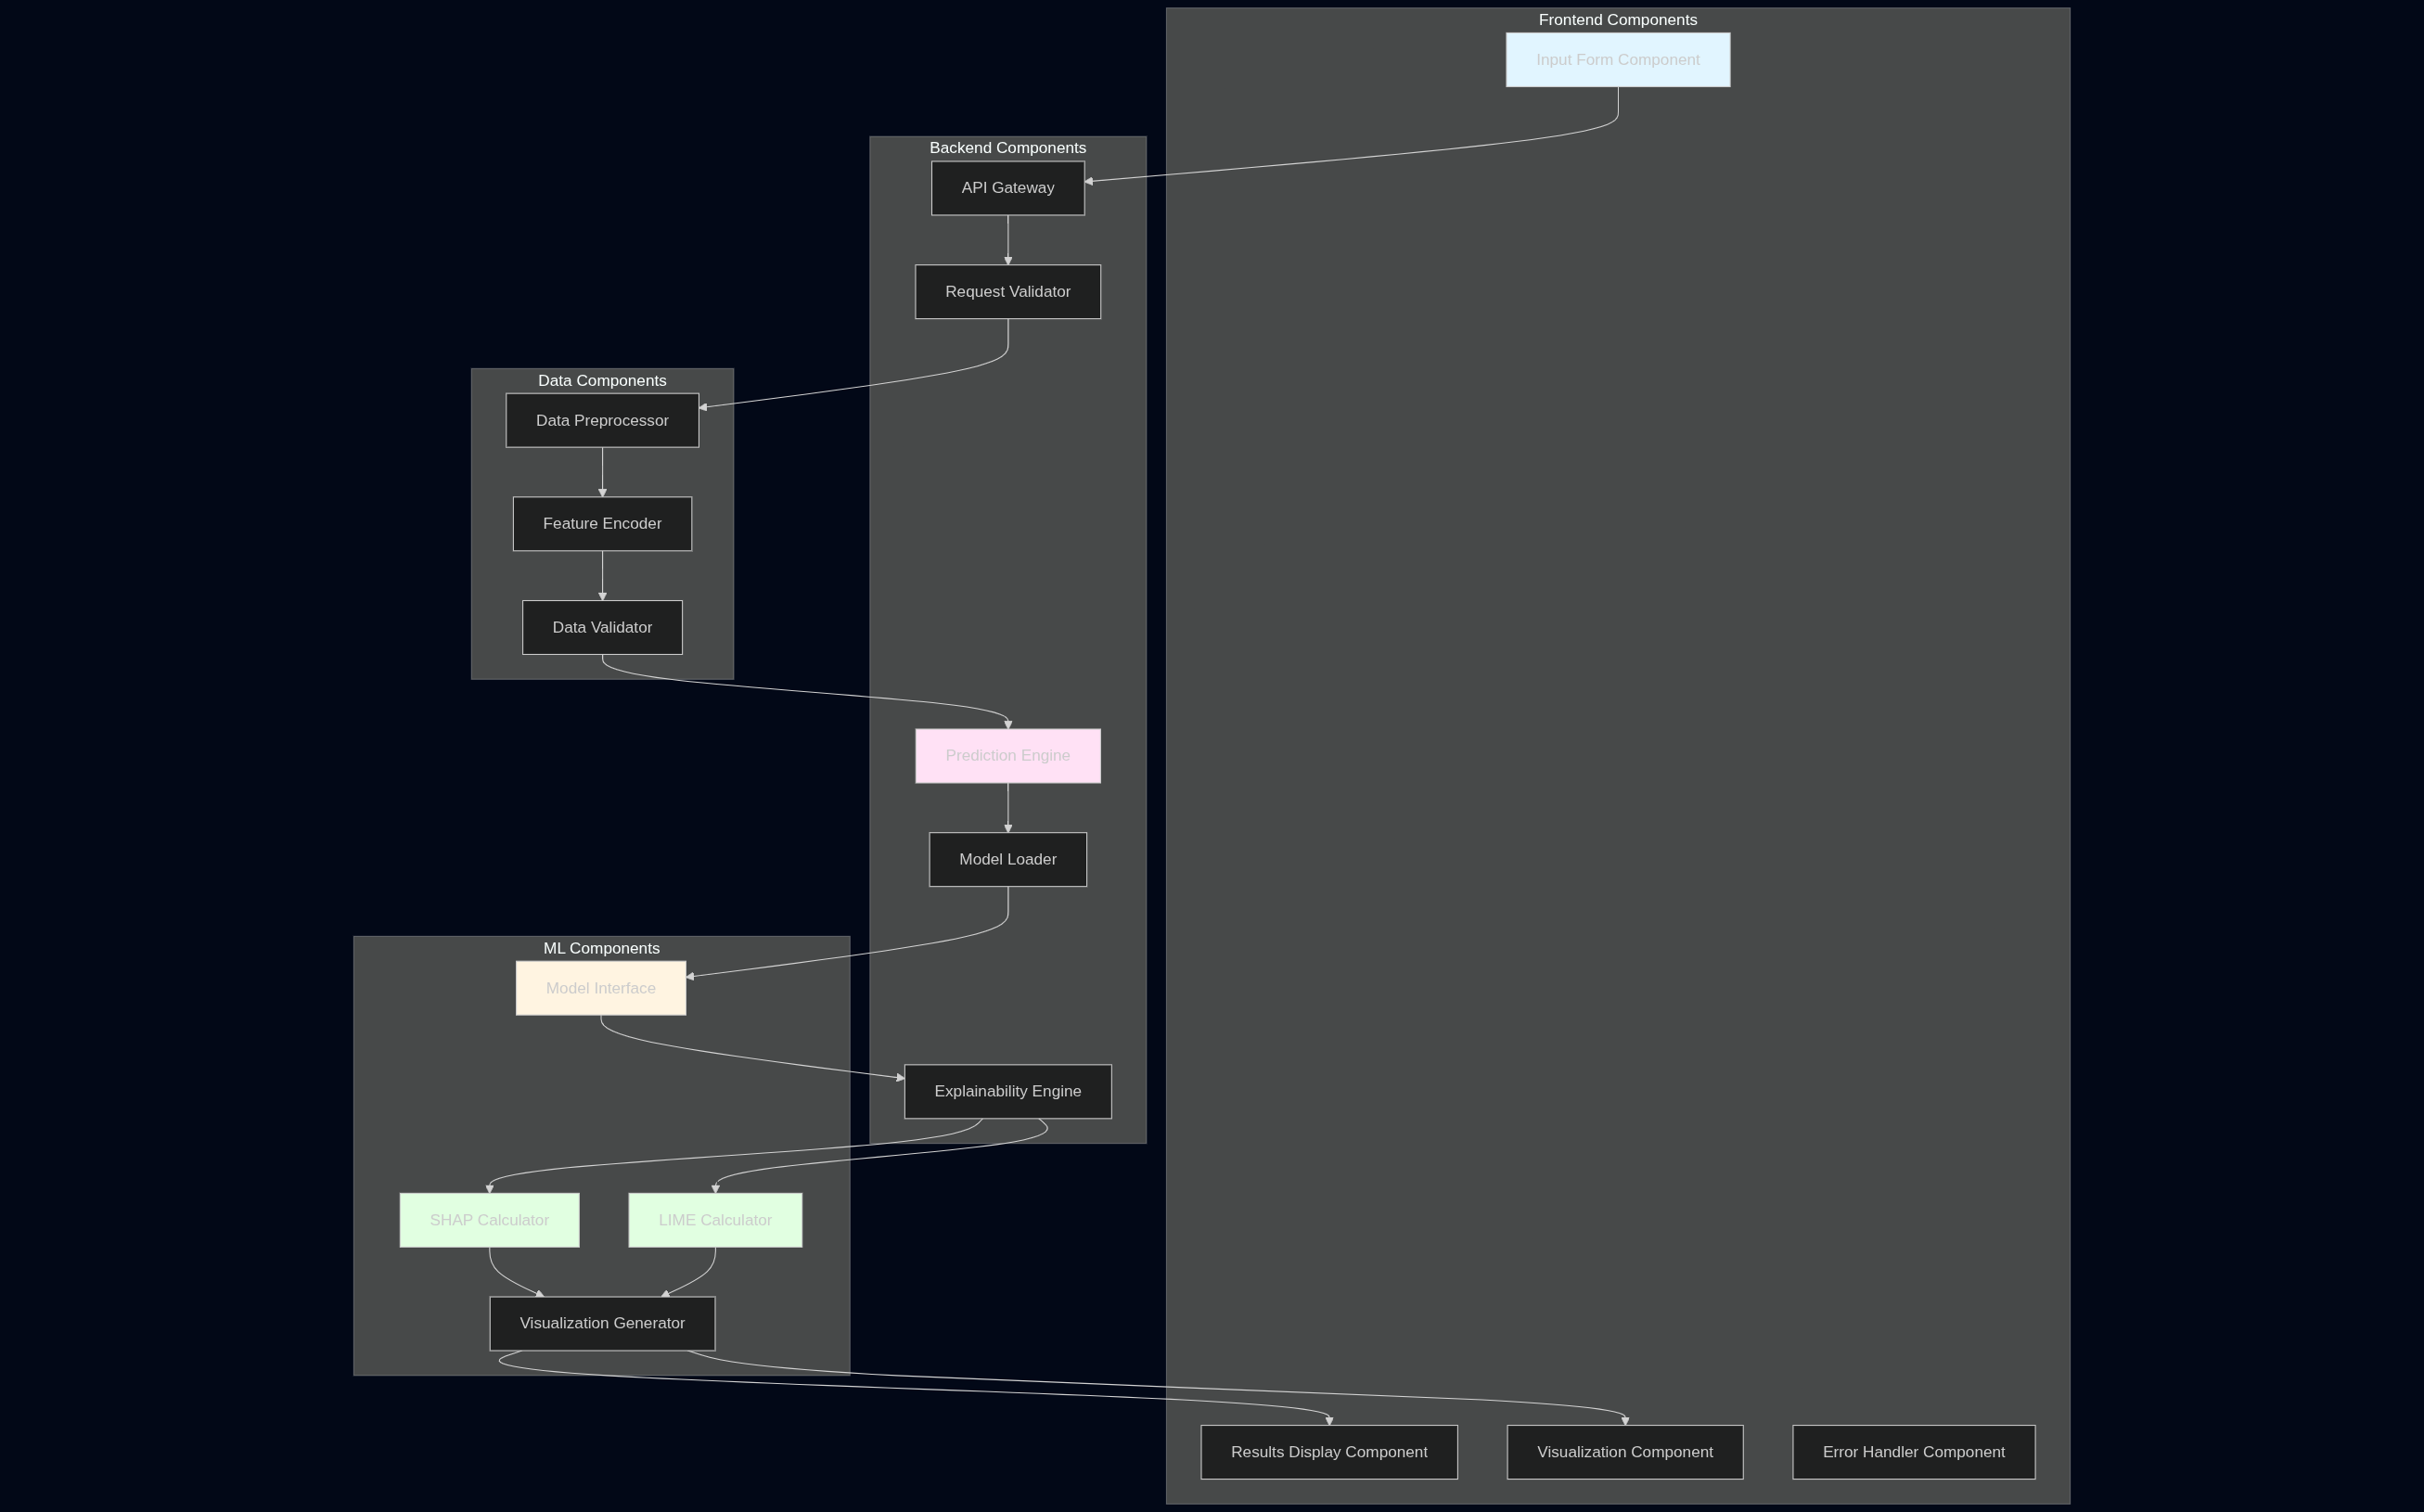 Frontend Components
Input Form Component
Backend Components
API Gateway
Request Validator
Data Components
Data Preprocessor
Feature Encoder
Data Validator
Prediction Engine
Model Loader
ML Components
Model Interface
Explainability Engine
SHAP Calculator
LIME Calculator
Visualization Generator
Results Display Component
Visualization Component
Error Handler Component